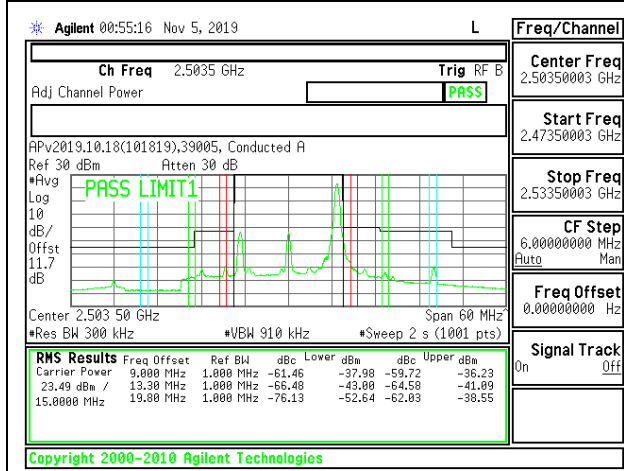 Agilent 00:55:16 Nov 5, 2019 L
Freq/Channel
Ch Freq 2.5035 GHz Trig RF B
Adj Channel Power PASS
APv2019.10.18(101819),39005, Conducted A
Ref 30 dBm Atten 30 dB
#Avg
Log
10
dB/
Offst
11.7
dB
PASS LIMIT1
Center 2.503 50 GHz Span 60 MHz
#Res BW 300 kHz #VBW 910 kHz #Sweep 2 s (1001 pts)
RMS Results Freq Offset Ref BW dBc Lower dBm dBc Upper dBm
Carrier Power 9.000 MHz 1.000 MHz -61.46 -37.98 -59.72 -36.23
23.49 dBm / 13.30 MHz 1.000 MHz -66.48 -43.00 -64.58 -41.09
15.0000 MHz 19.80 MHz 1.000 MHz -76.13 -52.64 -62.03 -38.55
Center Freq
2.50350003 GHz
Start Freq
2.47350003 GHz
Stop Freq
2.53350003 GHz
CF Step
6.00000000 MHz
Auto Man
Freq Offset
0.00000000 Hz
Signal Track
On Off
Copyright 2000-2010 Agilent Technologies